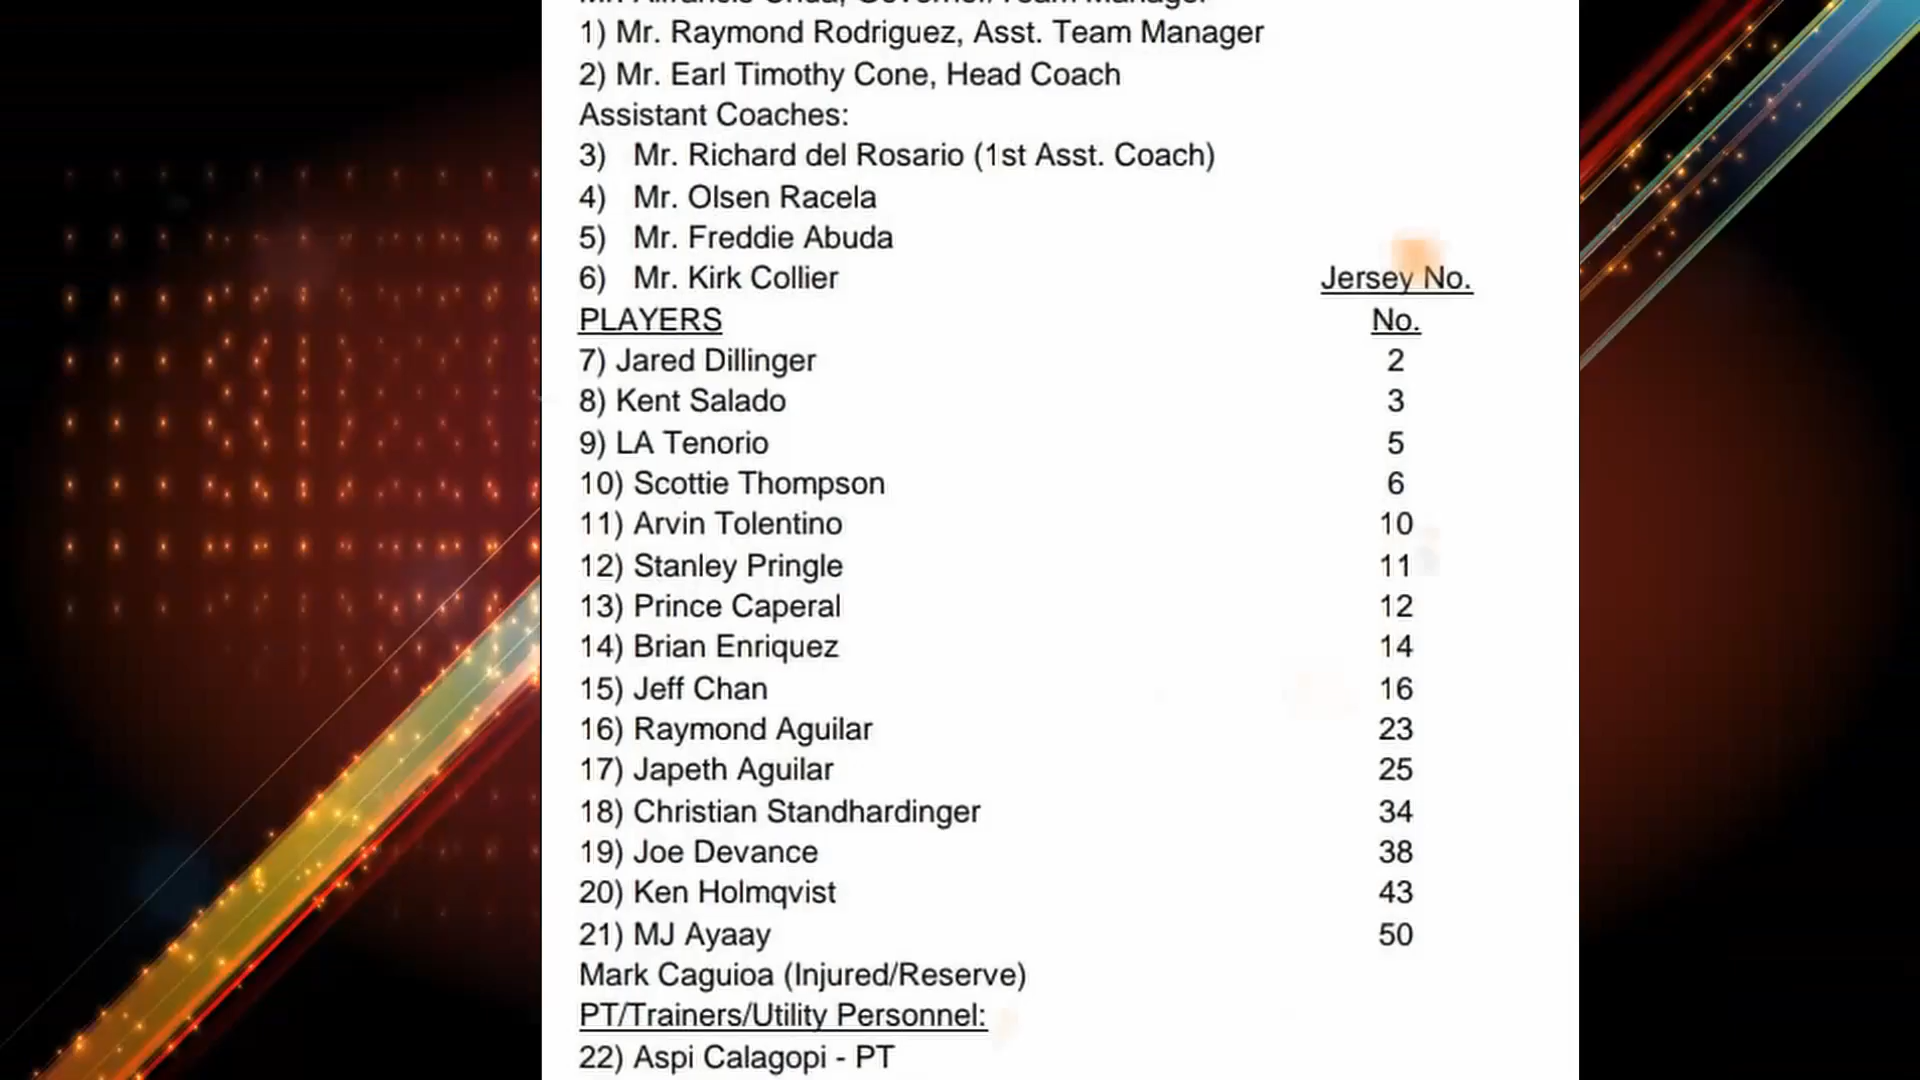 1) Mr. Raymond Rodriguez, Asst. Team Manager
2) Mr. Earl Timothy Cone, Head Coach
Assistant Coaches:
3) Mr. Richard del Rosario (1st Asst. Coach)
4) Mr. Olsen Racela
5) Mr. Freddie Abuda
6) Mr. Kirk Collier Jersey No.
PLAYERS No.
7) Jared Dillinger 2
8) Kent Salado 3
9) LA Tenorio 5
10) Scottie Thompson 6
11) Arvin Tolentino 10
12) Stanley Pringle 11
13) Prince Caperal 12
14) Brian Enriquez 14
15) Jeff Chan 16
16) Raymond Aguilar 23
17) Japeth Aguilar 25
18) Christian Standhardinger 34
19) Joe Devance 38
20) Ken Holmqvist 43
21) MJ Ayaay 50
Mark Caguioa (Injured/Reserve)
PT/Trainers/Utility Personnel:
22) Aspi Calagopi - PT